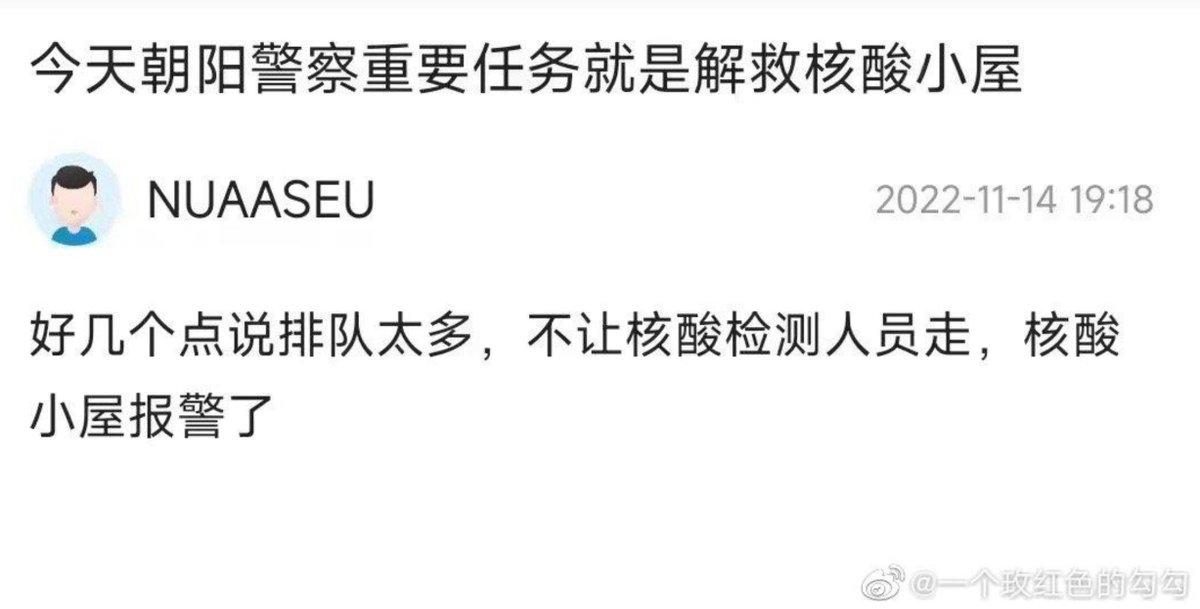 今天朝阳警察重要任务就是解救核酸小屋
NUAASEU
2022-11-14 19:18
好几个点说排队太多，不让核酸检测人员走，核酸
小屋报警了
@一个玫红色的勾勾